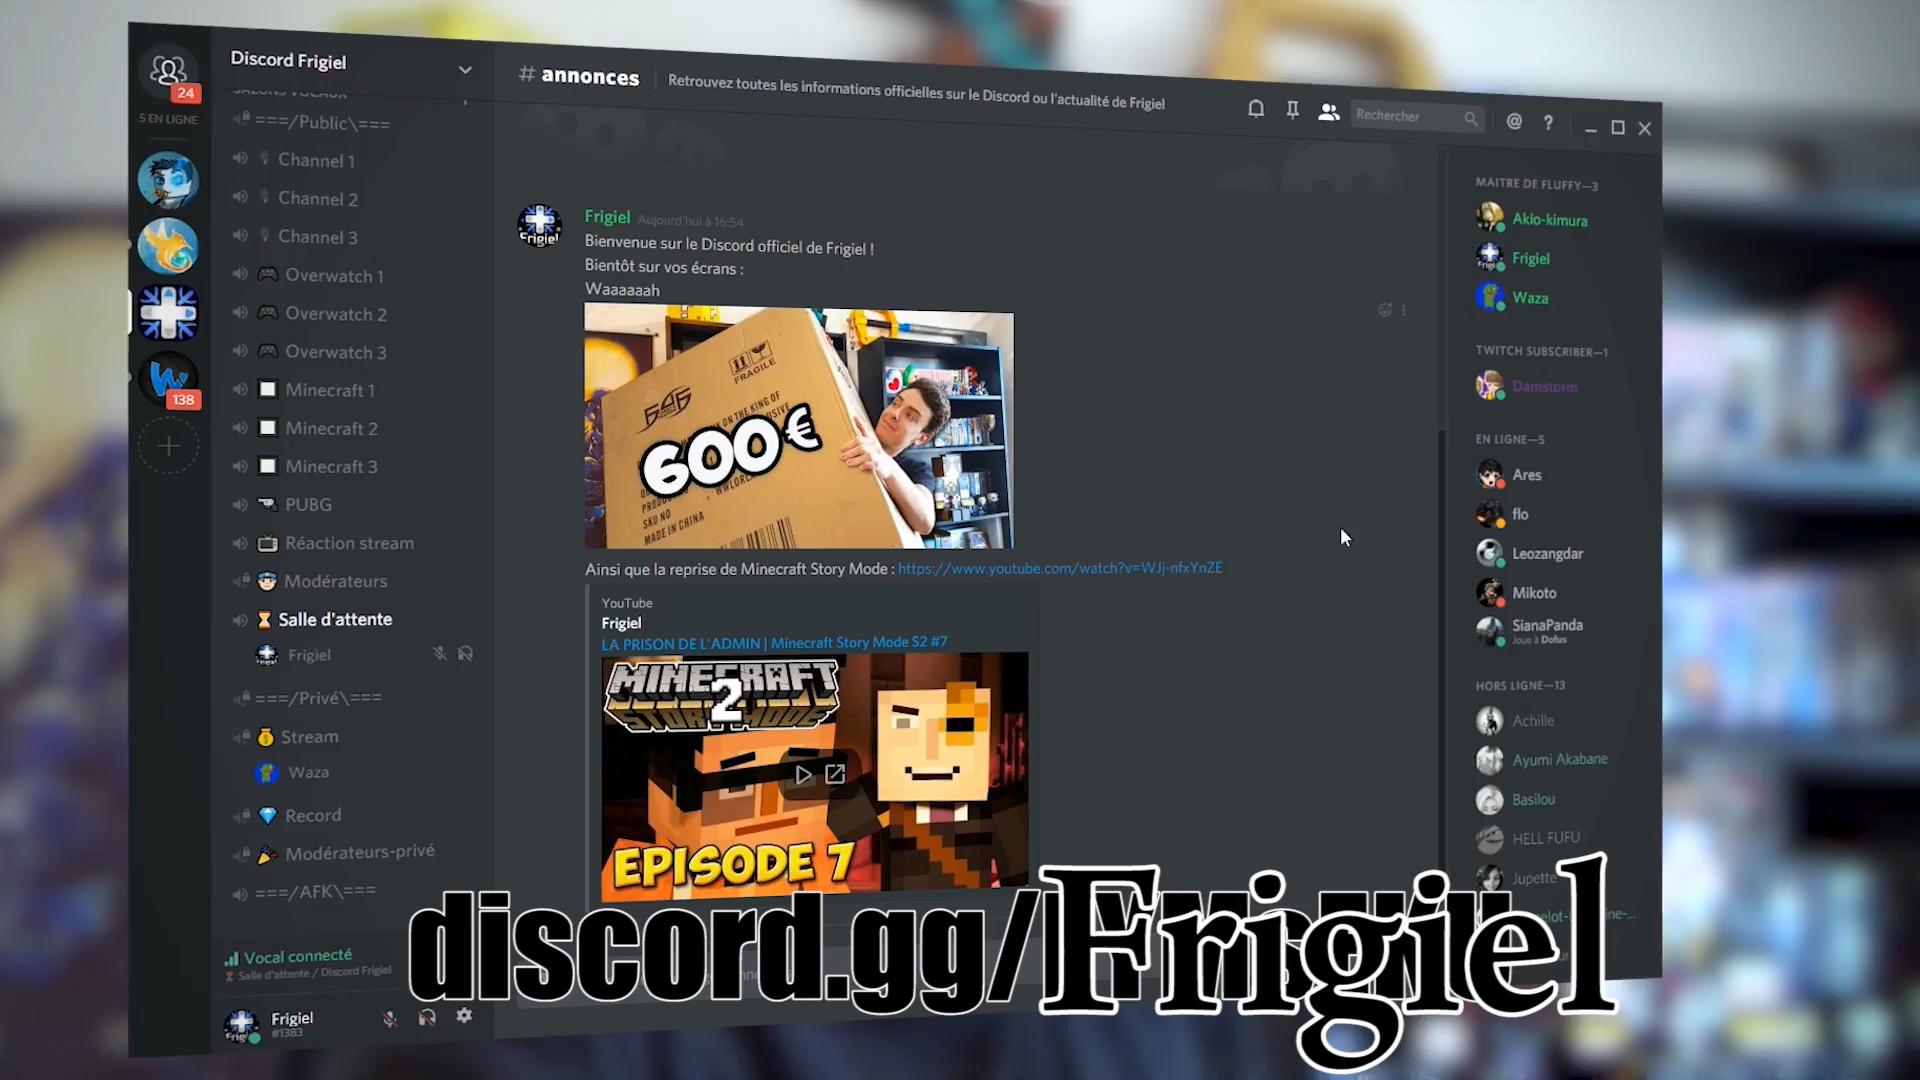 24
5 EN LIGNE
138
Discord Frigiel
SALONS VOCAUX
===/Public\===
Channel 1
Channel 2
Channel 3
Overwatch 1
Overwatch 2
Overwatch 3
Minecraft 1
Minecraft 2
Minecraft 3
PUBG
Réaction stream
Modérateurs
Salle d'attente
Frigiel
===/Privé\===
Stream
Waza
Record
Modérateurs-privé
===/AFK\===
Vocal connecté
Salle d'attente / Discord Frigiel
Frigiel
#1383
# annonces
Retrouvez toutes les informations officielles sur le Discord ou l'actualité de Frigiel
Rechercher
Frigiel Aujourd'hui à 16:54
Bienvenue sur le Discord officiel de Frigiel !
Bientôt sur vos écrans :
Waaaaaah
FRAGILE
600€
SKU NO
MADE IN CHINA
Ainsi que la reprise de Minecraft Story Mode : https://www.youtube.com/watch?v=WJj-nfxYnZE
YouTube
Frigiel
LA PRISON DE L'ADMIN | Minecraft Story Mode S2 #7
MINECRAFT
STORY MODE
2
EPISODE 7
MAITRE DE FLUFFY—3
Akio-kimura
Frigiel
Waza
TWITCH SUBSCRIBER—1
Damstorm
EN LIGNE—5
Ares
flo
Leozangdar
Mikoto
SianaPanda
Joue à Dofus
HORS LIGNE—13
Achille
Ayumi Akabane
Basilou
HELL FUFU
Jupette
discord.gg/Frigiel